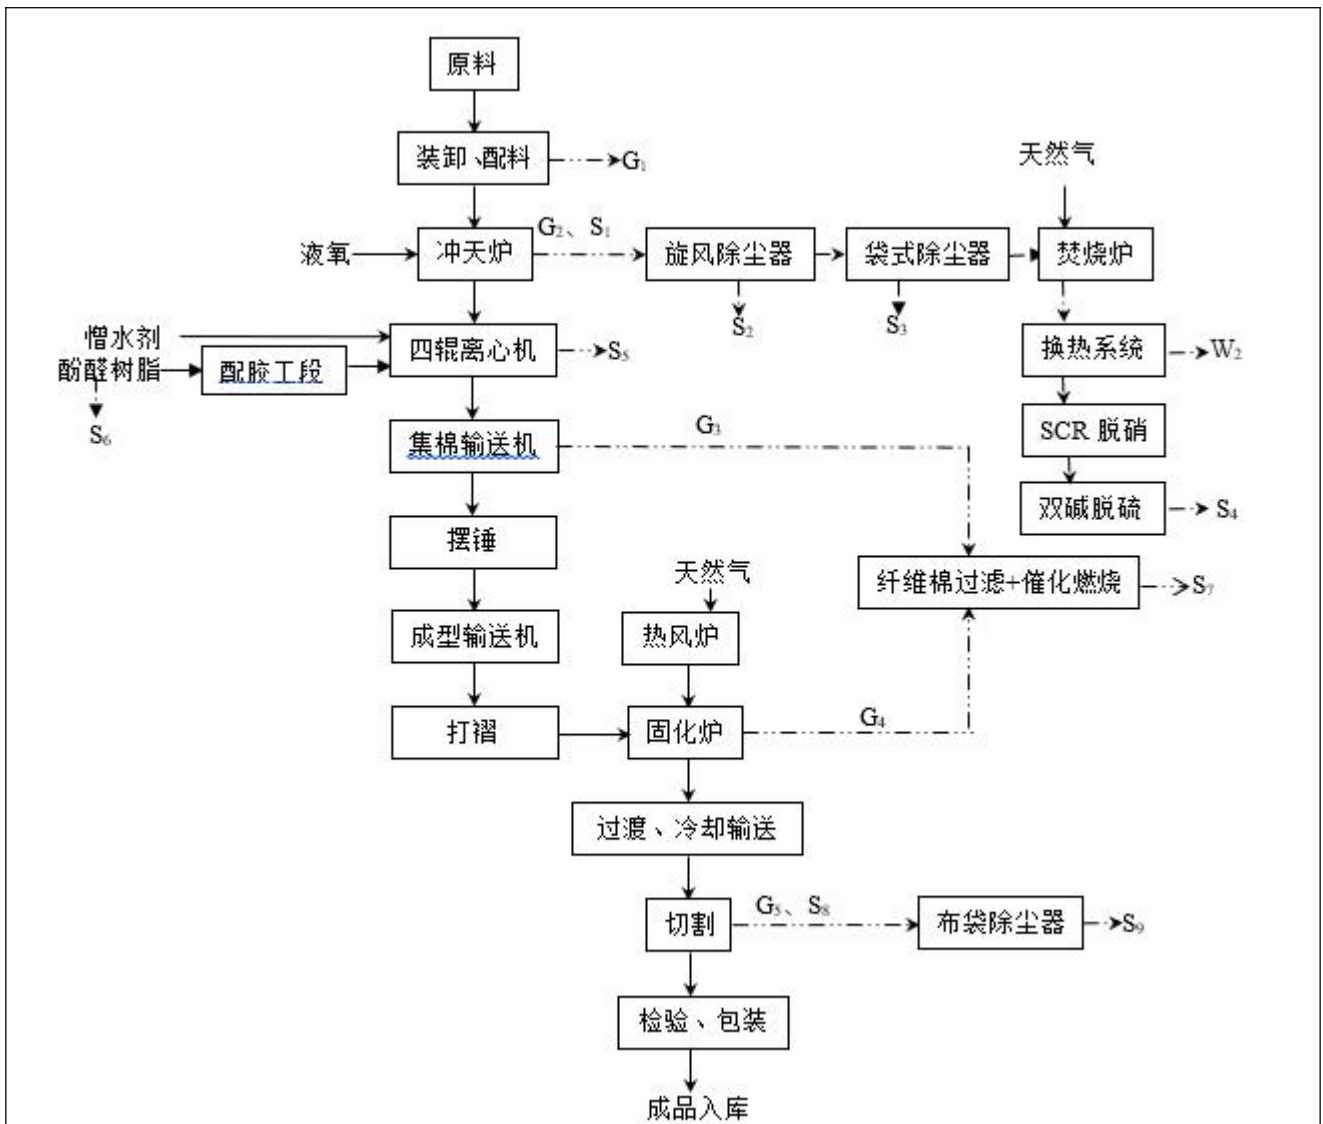 原料
装卸、配料
G₁
天然气
液氧
冲天炉
G₂、S₁
旋风除尘器
袋式除尘器
焚烧炉
S₂
S₃
憎水剂
酚醛树脂
配胶工段
四辊离心机
S₅
换热系统
W₂
S₆
集棉输送机
G₃
SCR 脱硝
摆锤
双碱脱硫
S₄
天然气
纤维棉过滤+催化燃烧
S₇
成型输送机
热风炉
打褶
固化炉
G₄
过渡、冷却输送
切割
G₅、S₈
布袋除尘器
S₉
检验、包装
成品入库